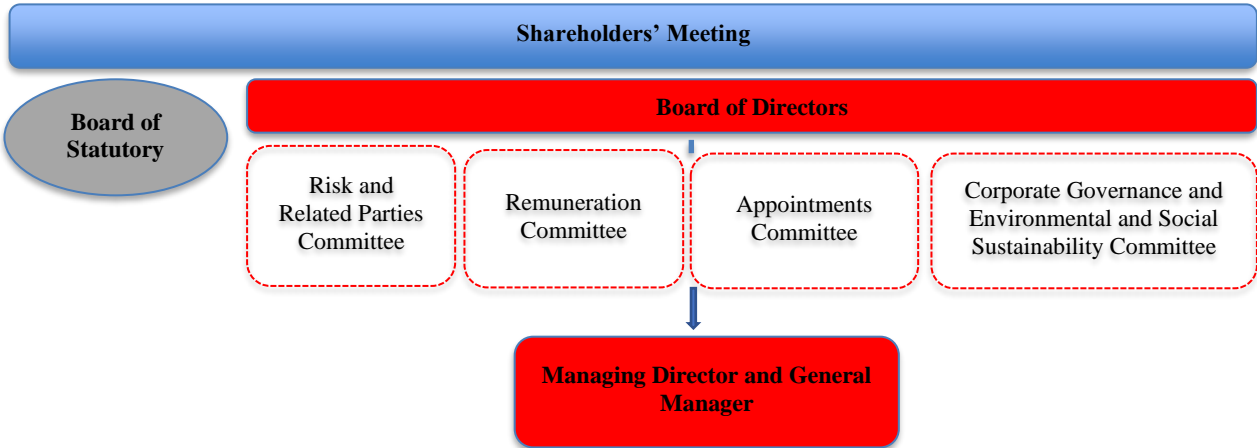 Shareholders’ Meeting
Board of
Statutory
Board of Directors
Risk and
Related Parties
Committee
Remuneration
Committee
Appointments
Committee
Corporate Governance and
Environmental and Social
Sustainability Committee
Managing Director and General
Manager